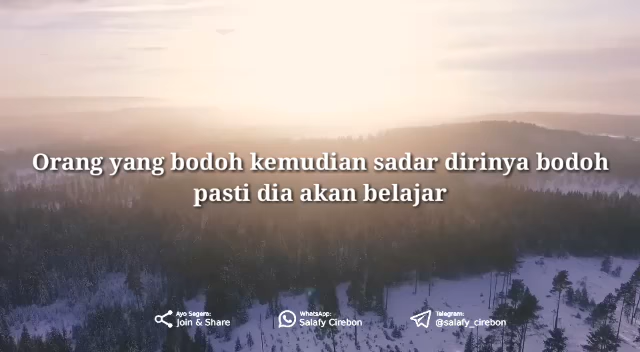 Orang yang bodoh kemudian sadar dirinya bodoh
pasti dia akan belajar
Ayo Segera:
Join & Share
WhatsApp:
Salafy Cirebon
Telegram:
@salafy_cirebon